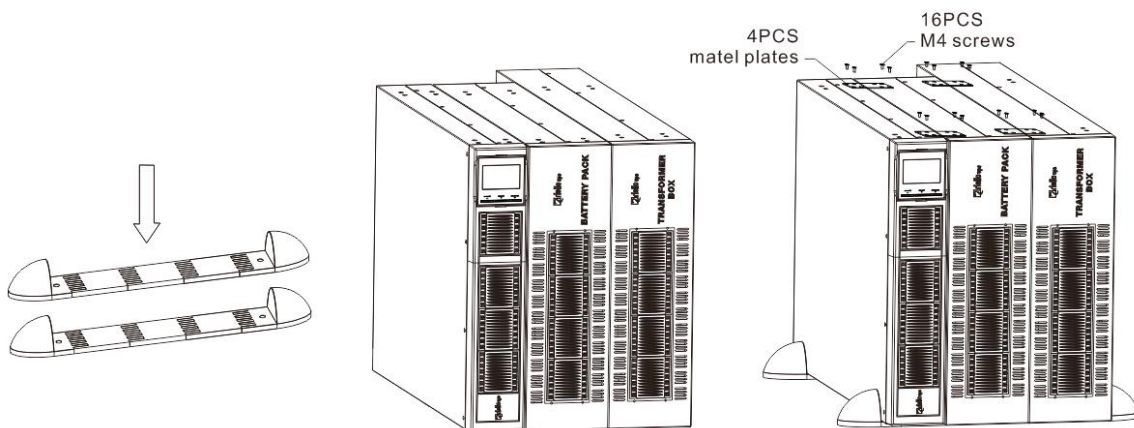 4PCS
matel plates
16PCS
M4 screws
BATTERY PACK
TRANSFORMER
BOX
BATTERY PACK
TRANSFORMER
BOX